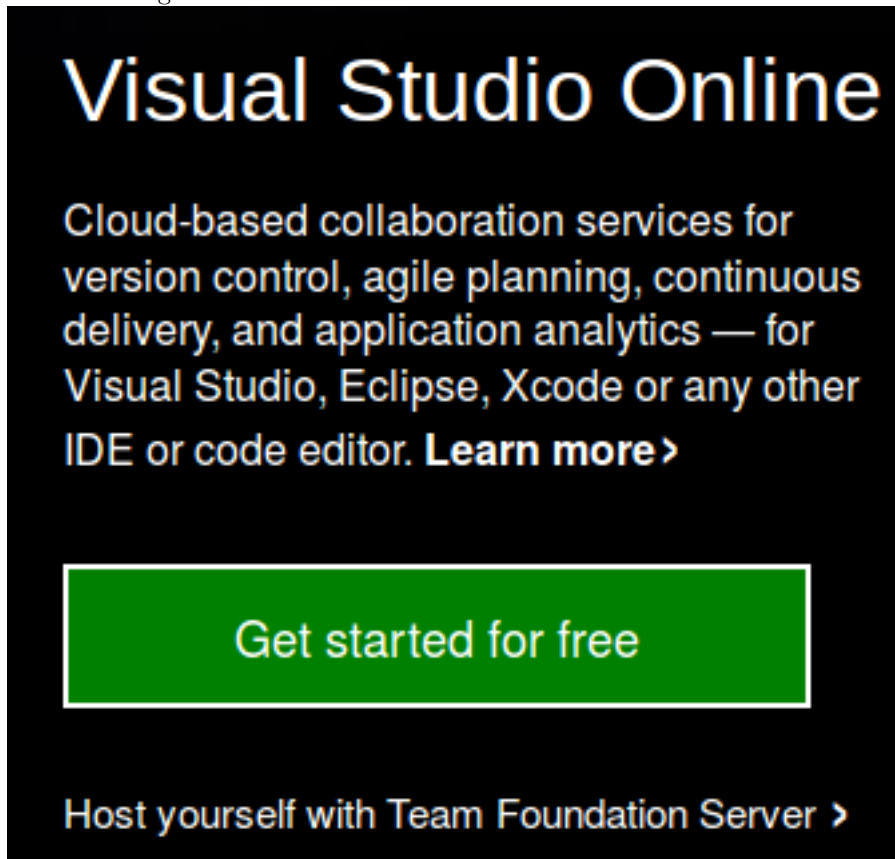 Visual Studio Online
Cloud-based collaboration services for
version control, agile planning, continuous
delivery, and application analytics — for
Visual Studio, Eclipse, Xcode or any other
IDE or code editor. Learn more›
Get started for free
Host yourself with Team Foundation Server ›